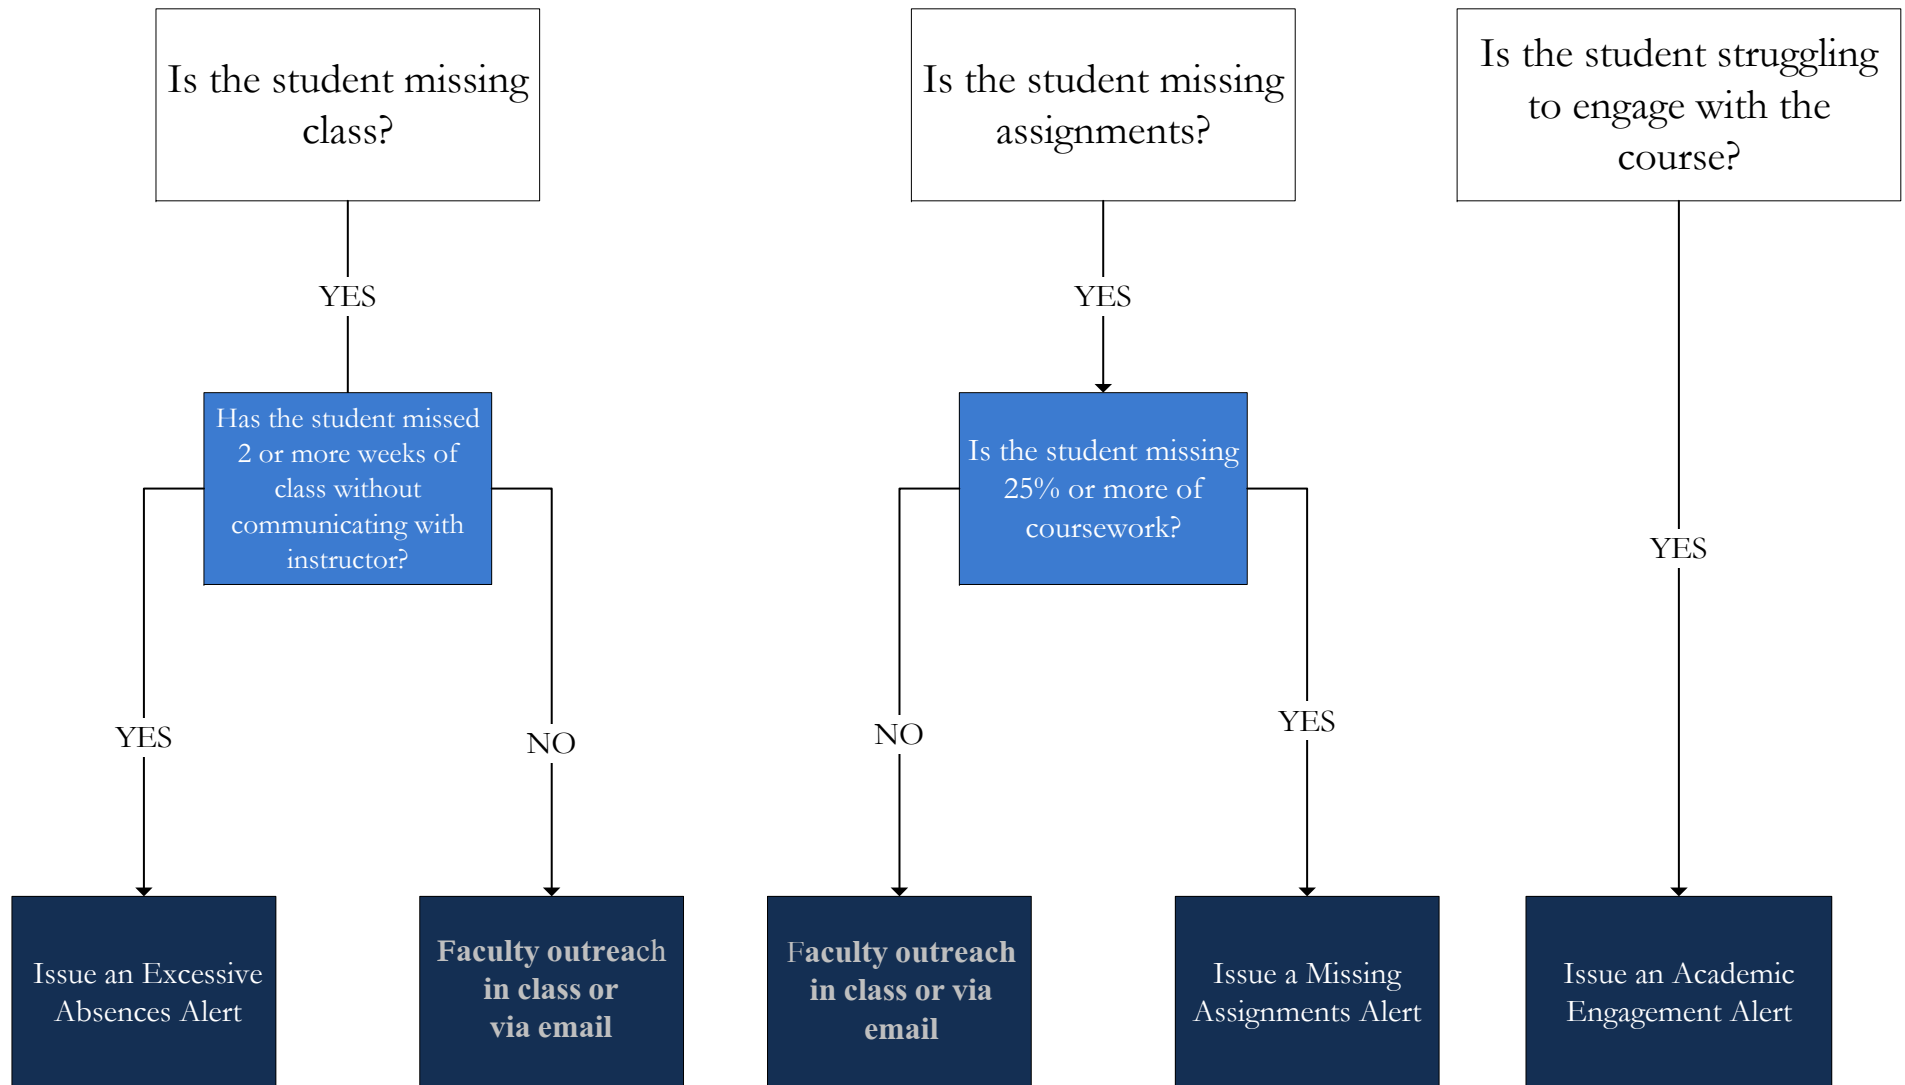 Is the student missing
class?
Is the student missing
assignments?
Is the student struggling
to engage with the
course?
YES
YES
Has the student missed
2 or more weeks of
class without
communicating with
instructor?
Is the student missing
25% or more of
coursework?
YES
YES
NO
NO
YES
Issue an Excessive
Absences Alert
Faculty outreach
in class or
via email
Faculty outreach
in class or via
email
Issue a Missing
Assignments Alert
Issue an Academic
Engagement Alert